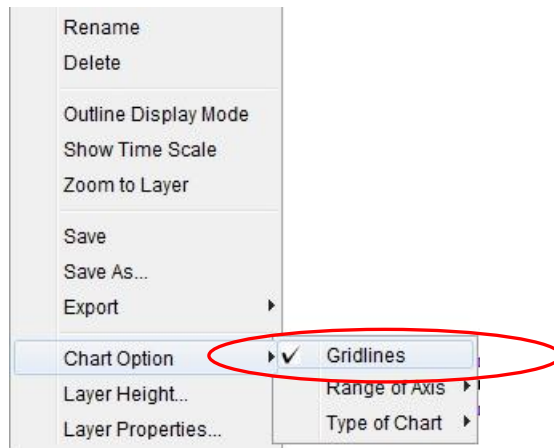 Rename
Delete
Outline Display Mode
Show Time Scale
Zoom to Layer
Save
Save As...
Export
Chart Option
Gridlines
Layer Height...
Range of Axis
Layer Properties...
Type of Chart